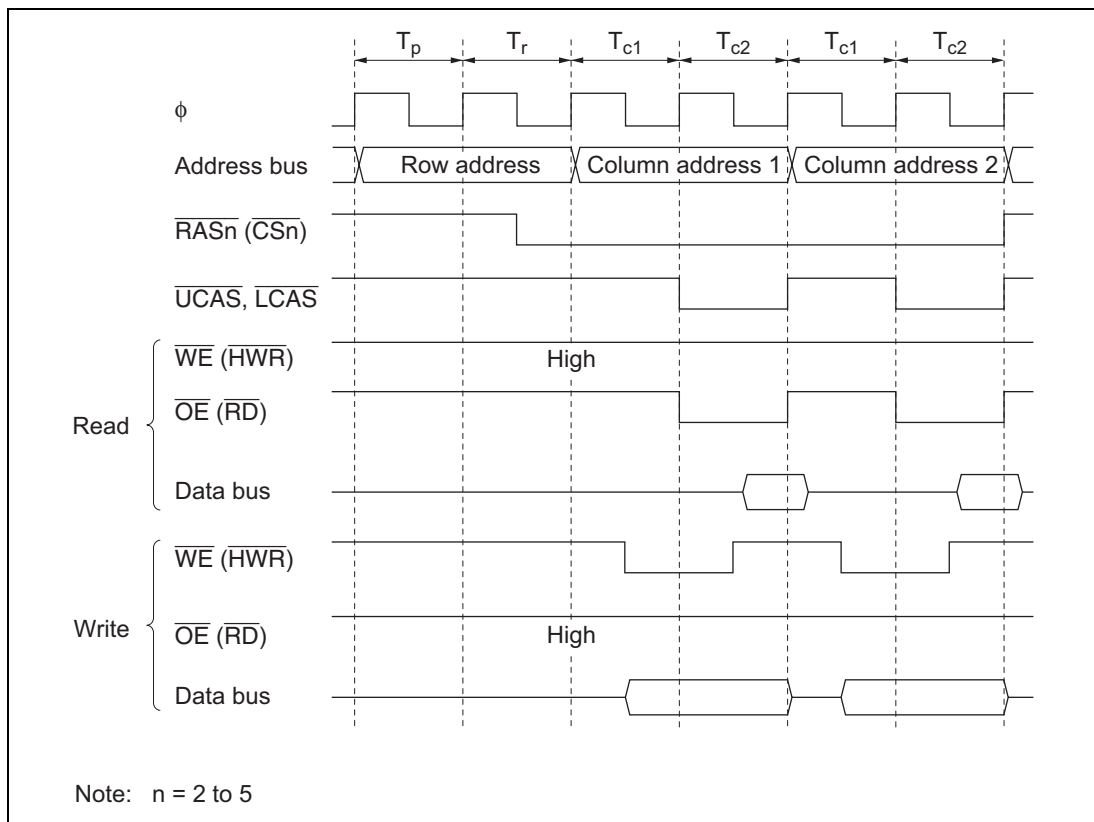 Tp Tr Tc1 Tc2 Tc1 Tc2
ϕ
Address bus Row address Column address 1 Column address 2
RASn (CSn)
UCAS, LCAS
WE (HWR) High
OE (RD)
Read
Data bus
WE (HWR)
Write
OE (RD) High
Data bus
Note: n = 2 to 5